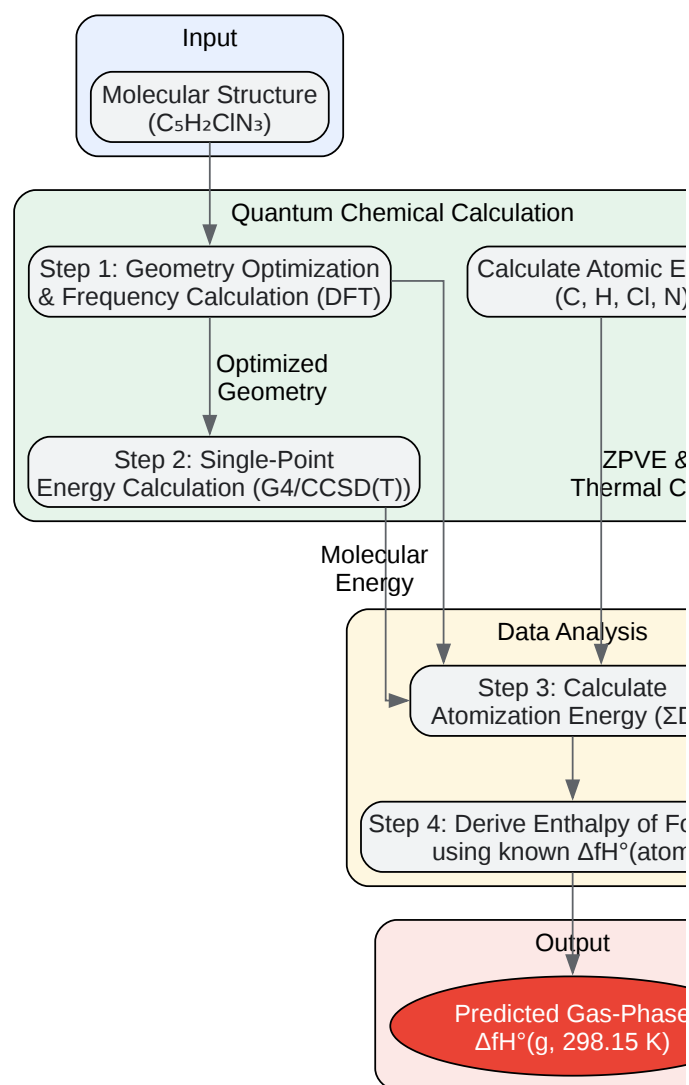 Input
Molecular Structure
(C₅H₂ClN₃)
Quantum Chemical Calculation
Step 1: Geometry Optimization
& Frequency Calculation (DFT)
Calculate Atomic E
(C, H, Cl, N)
Optimized
Geometry
Step 2: Single-Point
Energy Calculation (G4/CCSD(T))
ZPVE &
Thermal C
Molecular
Energy
Data Analysis
Step 3: Calculate
Atomization Energy (ΣD
Step 4: Derive Enthalpy of Fo
using known ΔfH°(atom
Output
Predicted Gas-Phase
ΔfH°(g, 298.15 K)